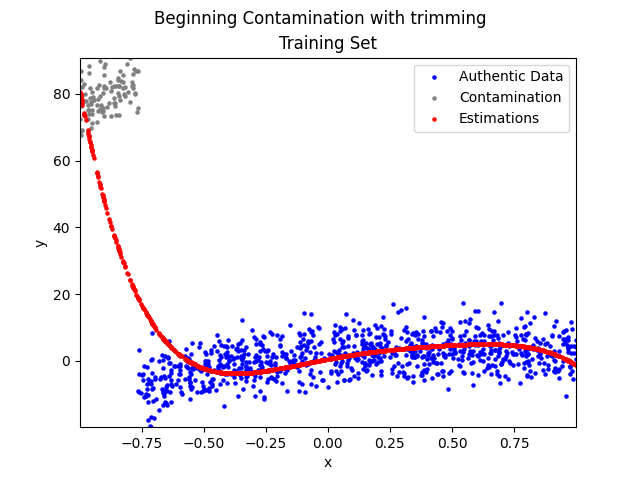 Beginning Contamination with trimming
Training Set
Authentic Data
Contamination
Estimations
80
60
40
20
0
y
−0.75 −0.50 −0.25 0.00 0.25 0.50 0.75
x